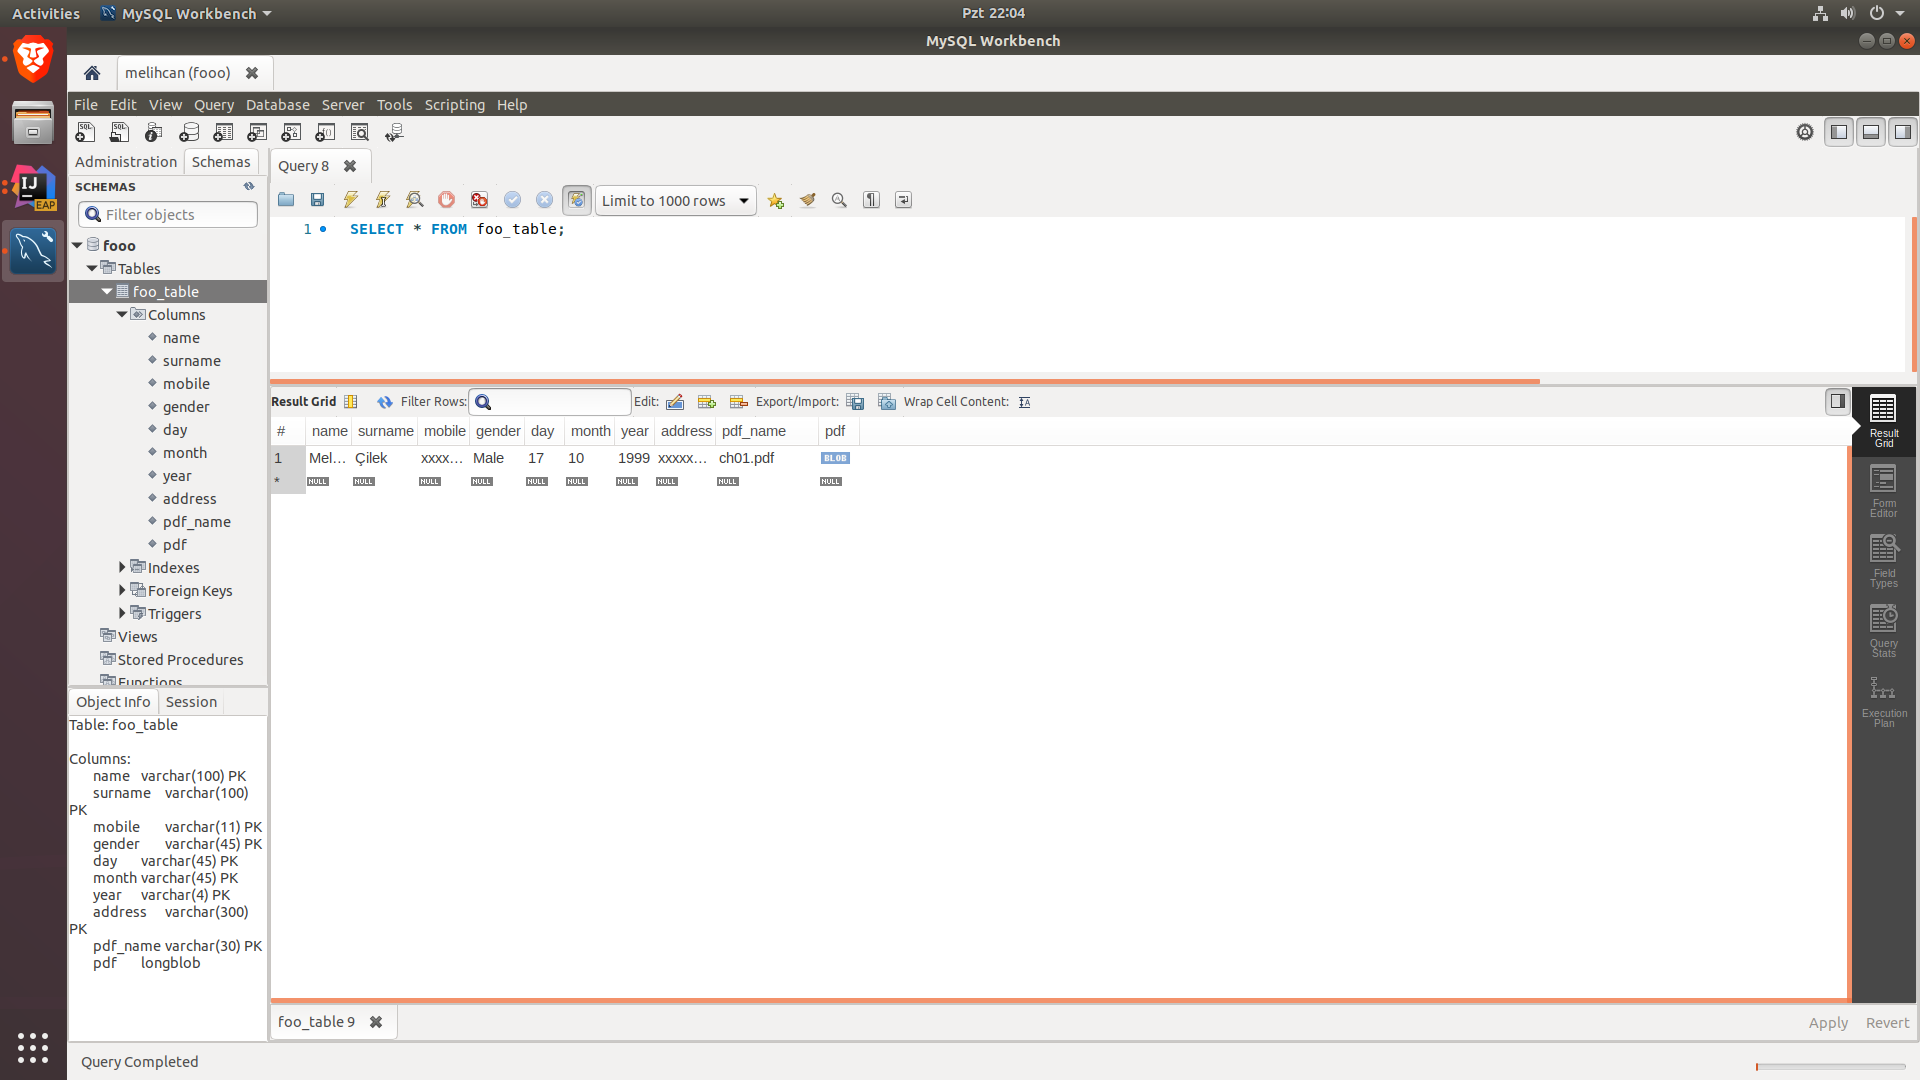 Activities
MySQL Workbench
Pzt 22:04
MySQL Workbench
melihcan (fooo)
File Edit View Query Database Server Tools Scripting Help
Administration Schemas
Query 8
SCHEMAS
Filter objects
Limit to 1000 rows
1 SELECT * FROM foo_table;
fooo
Tables
foo_table
Columns
name
surname
mobile
gender
day
month
year
address
pdf_name
pdf
Indexes
Foreign Keys
Triggers
Views
Stored Procedures
Functions
Result Grid Filter Rows: Edit: Export/Import: Wrap Cell Content:
# name surname mobile gender day month year address pdf_name pdf
1 Mel... Çilek xxxx... Male 17 10 1999 xxxxx... ch01.pdf BLOB
* NULL NULL NULL NULL NULL NULL NULL NULL NULL NULL
Result
Grid
Form
Editor
Field
Types
Query
Stats
Execution
Plan
Object Info Session
Table: foo_table
Columns:
name varchar(100) PK
surname varchar(100)
PK
mobile varchar(11) PK
gender varchar(45) PK
day varchar(45) PK
month varchar(45) PK
year varchar(4) PK
address varchar(300)
PK
pdf_name varchar(30) PK
pdf longblob
foo_table 9
Apply Revert
Query Completed
IJ
EAP